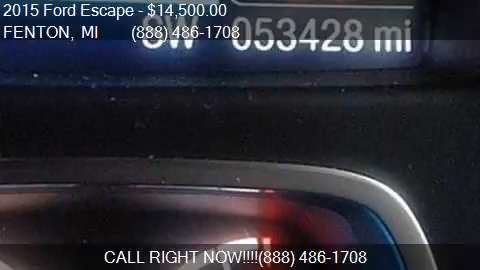 2015 Ford Escape - $14,500.00
FENTON, MI (888) 486-1708
SW 053428 mi
CALL RIGHT NOW!!!!(888) 486-1708